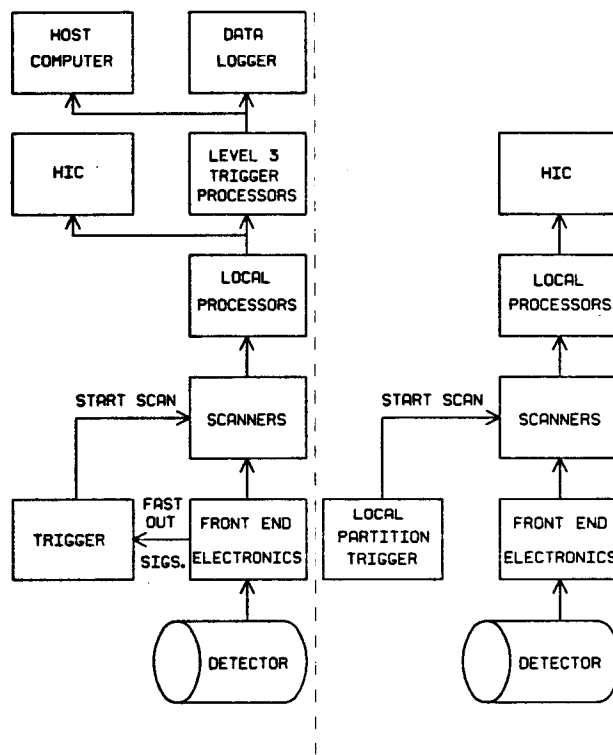 HOST
COMPUTER
DATA
LOGGER
HIC
LEVEL 3
TRIGGER
PROCESSORS
LOCAL
PROCESSORS
START SCAN
SCANNERS
TRIGGER
FAST
OUT
SIGS.
FRONT END
ELECTRONICS
DETECTOR
HIC
LOCAL
PROCESSORS
START SCAN
SCANNERS
LOCAL
PARTITION
TRIGGER
FRONT END
ELECTRONICS
DETECTOR